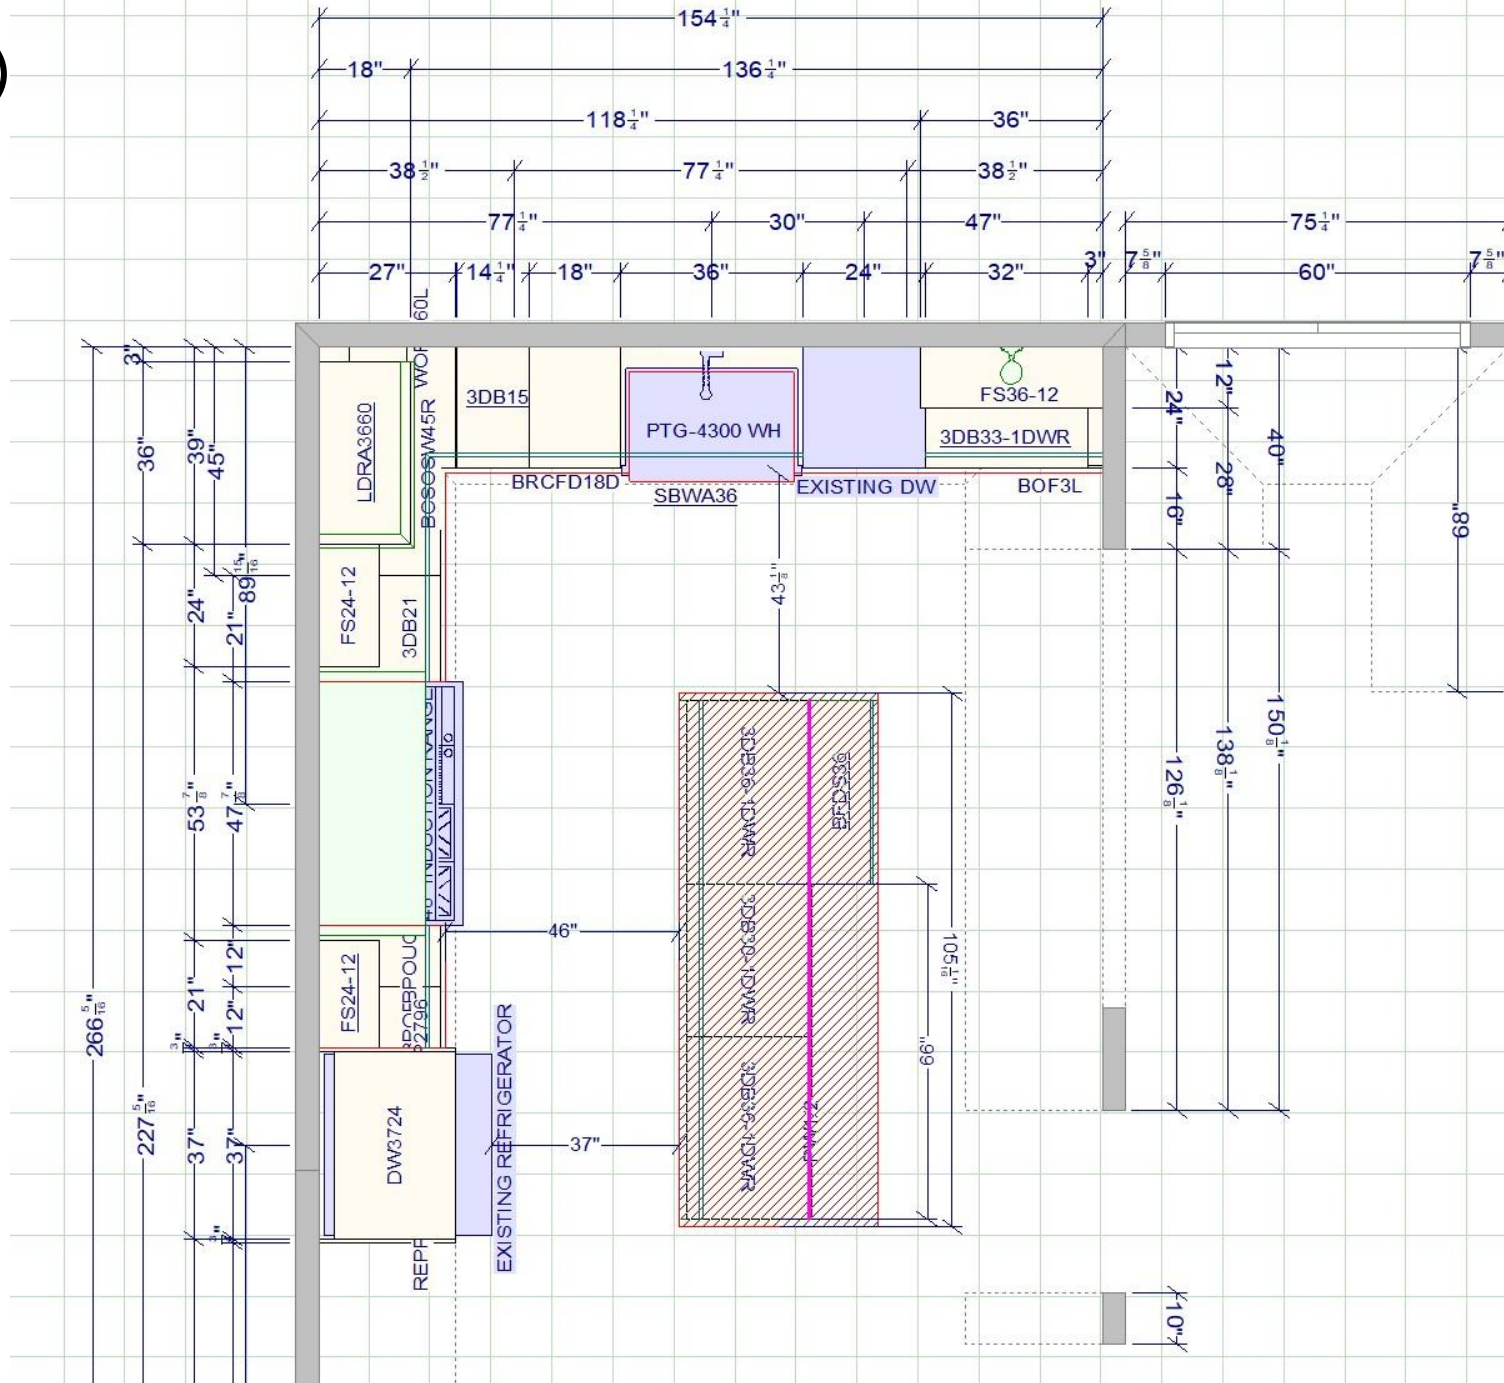 )
154 1/4"
18"
136 1/4"
118 1/4"
36"
38 1/2"
77 1/4"
38 1/2"
77 1/4"
30"
47"
75 1/4"
27"
14 1/4"
18"
36"
24"
32"
3"
7 5/8"
60"
7 5/8"
60L
BCSOSW45R
3DB15
LDRA3660
PTG-4300 WH
FS36-12
3DB33-1DWR
BRCFD18D
SBWA36
EXISTING DW
BOF3L
3"
36"
39"
45"
89 15/16"
24"
21"
FS24-12
3DB21
43 1/8"
12"
24"
40"
28"
16"
68"
150 1/8"
138 1/8"
126 1/8"
53 7/8"
47 7/8"
3DB36-1DWR
BFDS36
46"
3DB30-1DWR
105 1/16"
12"
21"
12"
FS24-12
266 5/16"
66"
3DB36-1DWR
227 5/16"
37"
37"
DW3724
37"
EXISTING REFRIGERATOR
10"